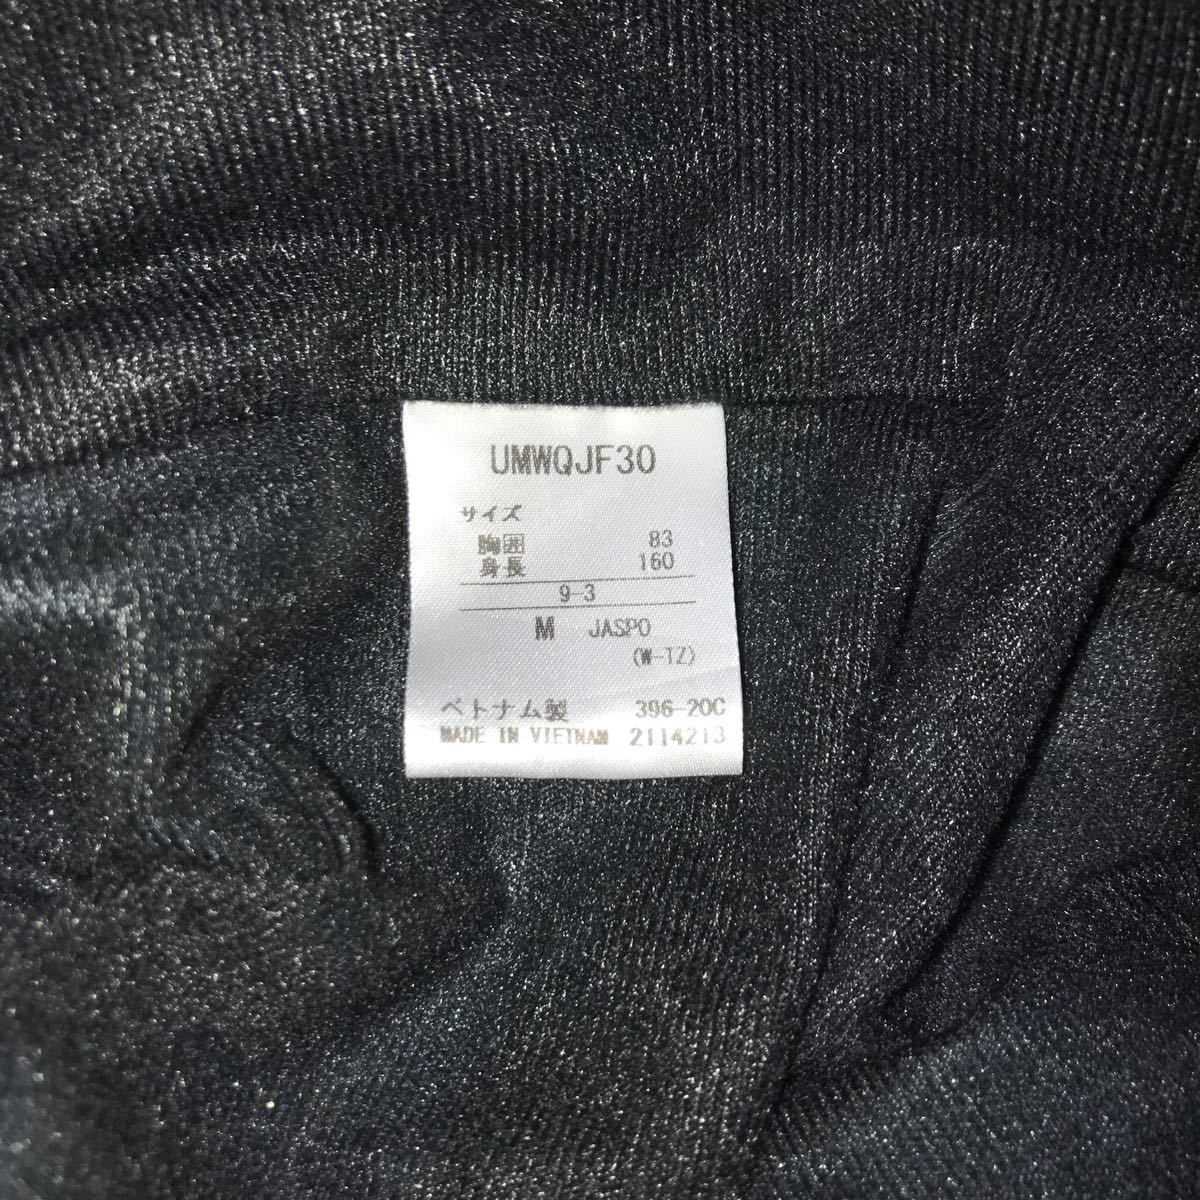 UMWQJF30
サイズ
胸囲 83
身長 160
9-3
M JASPO
(W-TZ)
ベトナム製 396-20C
MADE IN VIETNAM 2114213